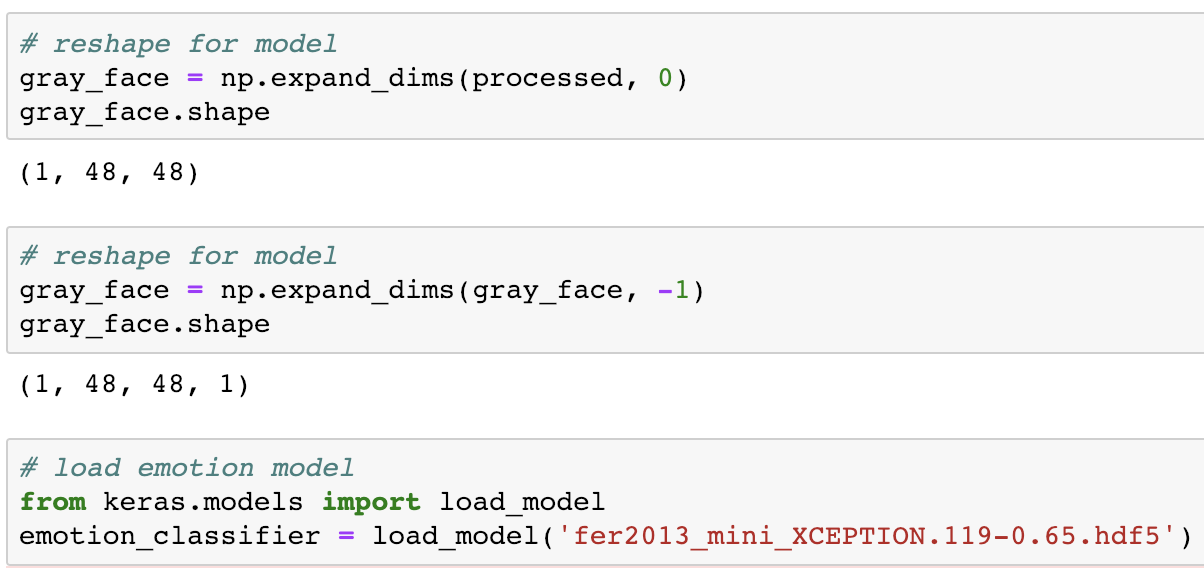 # reshape for model
gray_face = np.expand_dims(processed, 0)
gray_face.shape
(1, 48, 48)
# reshape for model
gray_face = np.expand_dims(gray_face, -1)
gray_face.shape
(1, 48, 48, 1)
# load emotion model
from keras.models import load_model
emotion_classifier = load_model('fer2013_mini_XCEPTION.119-0.65.hdf5')